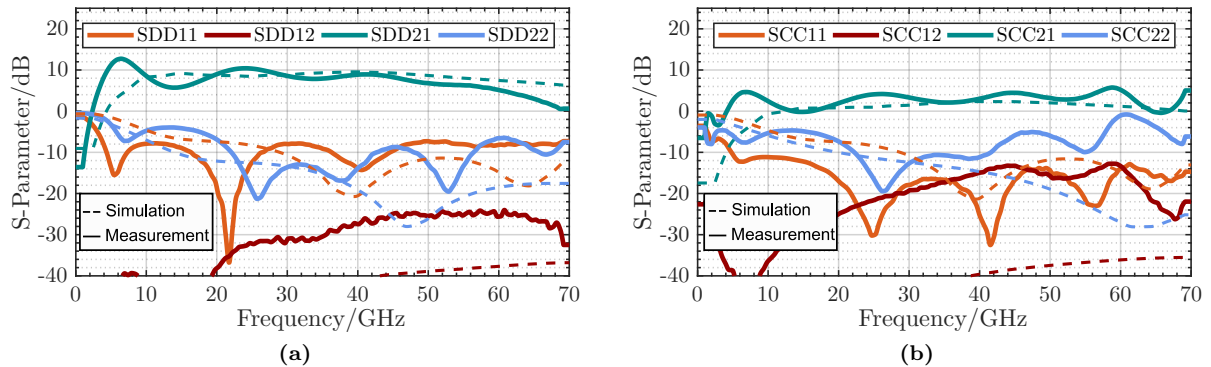 SDD11 SDD12 SDD21 SDD22
S-Parameter/dB
20
10
0
-10
-20
-30
-40
Simulation
Measurement
0 10 20 30 40 50 60 70
Frequency/GHz
(a)
SCC11 SCC12 SCC21 SCC22
S-Parameter/dB
20
10
0
-10
-20
-30
-40
Simulation
Measurement
0 10 20 30 40 50 60 70
Frequency/GHz
(b)